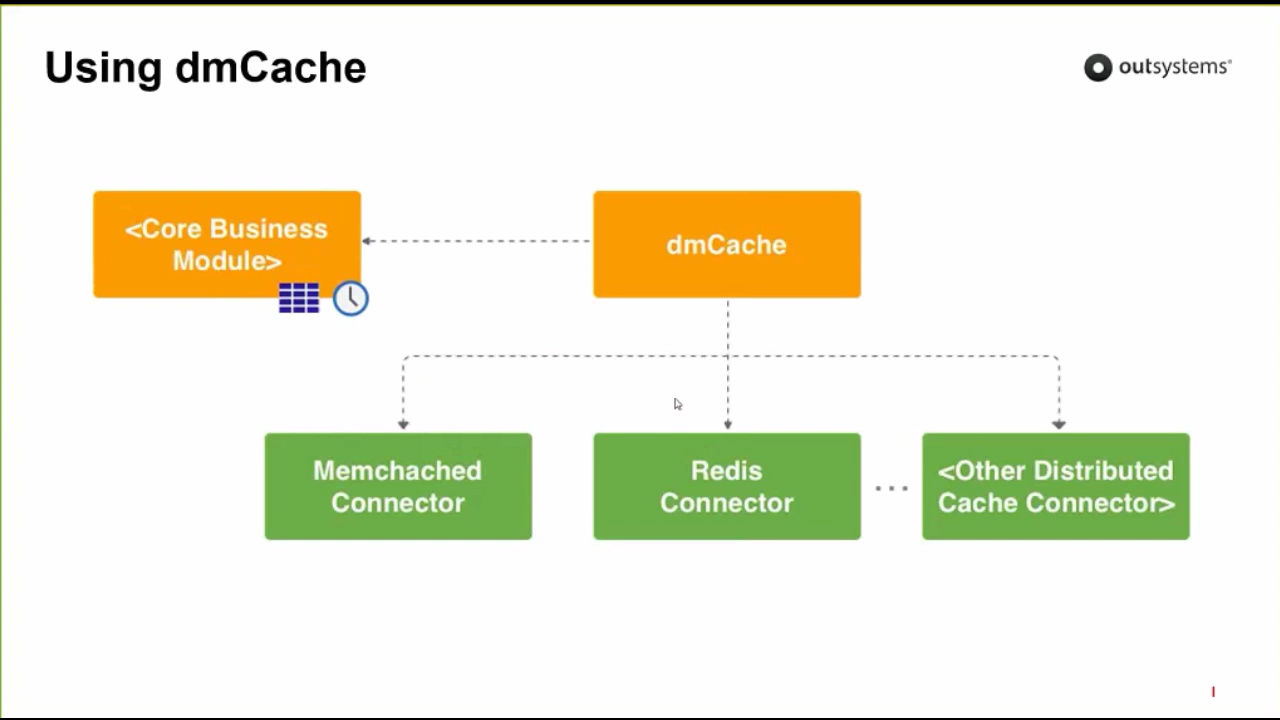 Using dmCache
outsystems®
<Core Business
Module>
dmCache
Memchached
Connector
Redis
Connector
...
<Other Distributed
Cache Connector>